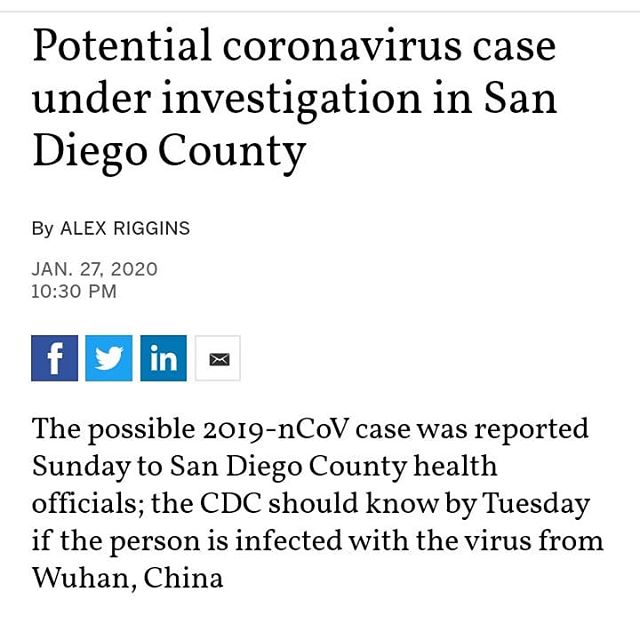 Potential coronavirus case
under investigation in San
Diego County
By ALEX RIGGINS
JAN. 27, 2020
10:30 PM
f in
The possible 2019-nCoV case was reported
Sunday to San Diego County health
officials; the CDC should know by Tuesday
if the person is infected with the virus from
Wuhan, China